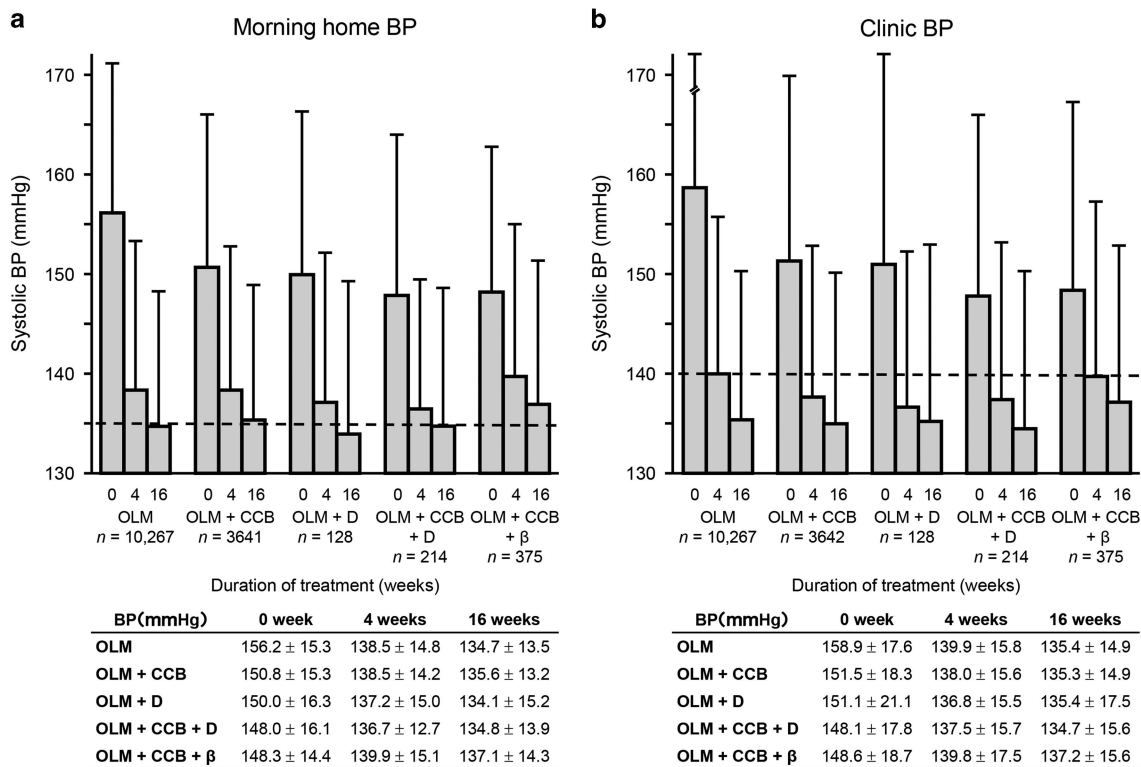 a
Morning home BP
Systolic BP (mmHg)
170
160
150
140
130
0 4 16 0 4 16 0 4 16 0 4 16 0 4 16
OLM OLM + CCB OLM + D OLM + CCB OLM + CCB
n = 10,267 n = 3641 n = 128 + D + β
n = 214 n = 375
Duration of treatment (weeks)
BP(mmHg) 0 week 4 weeks 16 weeks
OLM 156.2 ± 15.3 138.5 ± 14.8 134.7 ± 13.5
OLM + CCB 150.8 ± 15.3 138.5 ± 14.2 135.6 ± 13.2
OLM + D 150.0 ± 16.3 137.2 ± 15.0 134.1 ± 15.2
OLM + CCB + D 148.0 ± 16.1 136.7 ± 12.7 134.8 ± 13.9
OLM + CCB + β 148.3 ± 14.4 139.9 ± 15.1 137.1 ± 14.3
b
Clinic BP
Systolic BP (mmHg)
170
160
150
140
130
0 4 16 0 4 16 0 4 16 0 4 16 0 4 16
OLM OLM + CCB OLM + D OLM + CCB OLM + CCB
n = 10,267 n = 3642 n = 128 + D + β
n = 214 n = 375
Duration of treatment (weeks)
BP(mmHg) 0 week 4 weeks 16 weeks
OLM 158.9 ± 17.6 139.9 ± 15.8 135.4 ± 14.9
OLM + CCB 151.5 ± 18.3 138.0 ± 15.6 135.3 ± 14.9
OLM + D 151.1 ± 21.1 136.8 ± 15.5 135.4 ± 17.5
OLM + CCB + D 148.1 ± 17.8 137.5 ± 15.7 134.7 ± 15.6
OLM + CCB + β 148.6 ± 18.7 139.8 ± 17.5 137.2 ± 15.6